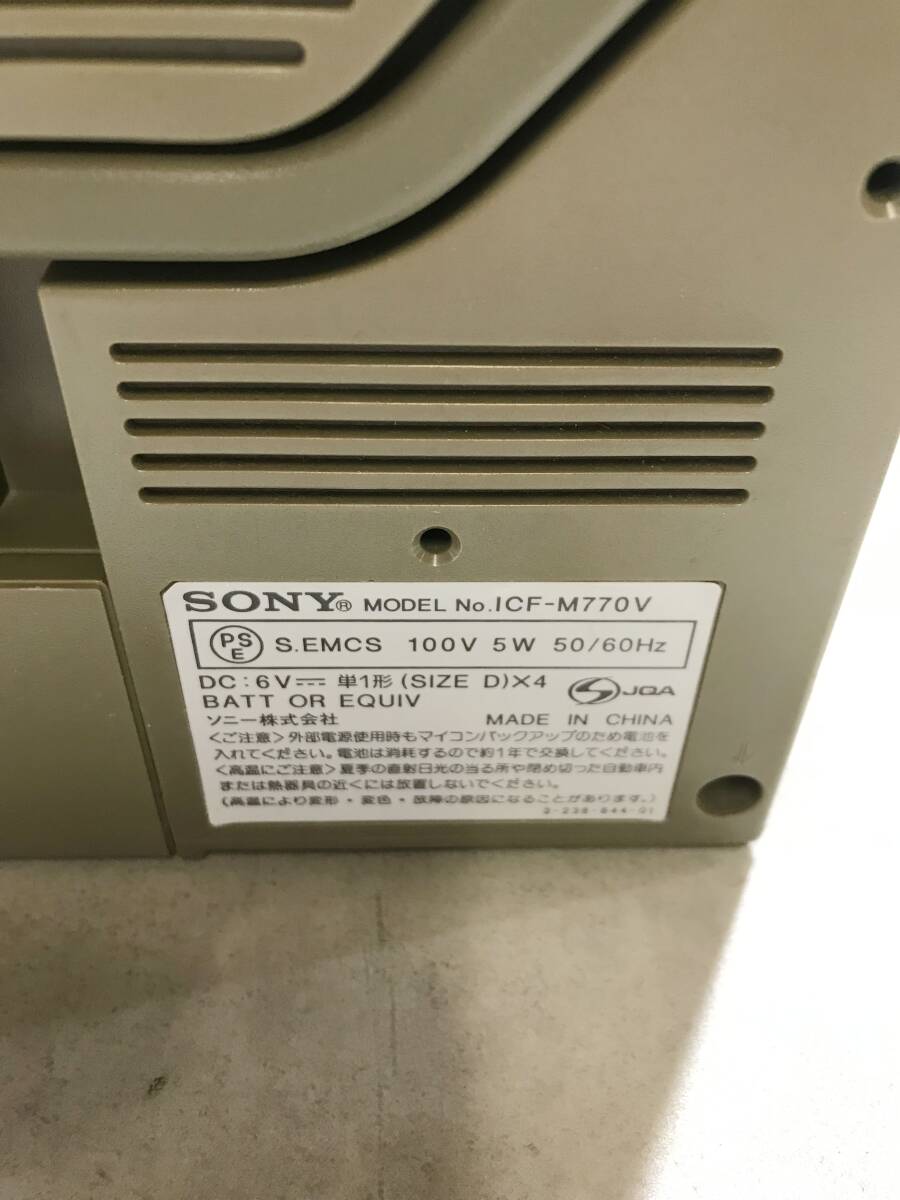 SONY® MODEL No.ICF-M770V
PS E S.EMCS 100V 5W 50/60Hz
DC:6V⎓ 単1形(SIZE D)×4
BATT OR EQUIV JQA
ソニー株式会社 MADE IN CHINA
<ご注意>外部電源使用時もマイコンバックアップのため電池を
入れてください。電池は消耗するので約1年で交換してください。
<高温にご注意>夏季の直射日光の当る所や閉め切った自動車内
または熱器具の近くには放置しないでください。
(高温により変形・変色・故障の原因になることがあります。)
3-238-844-01